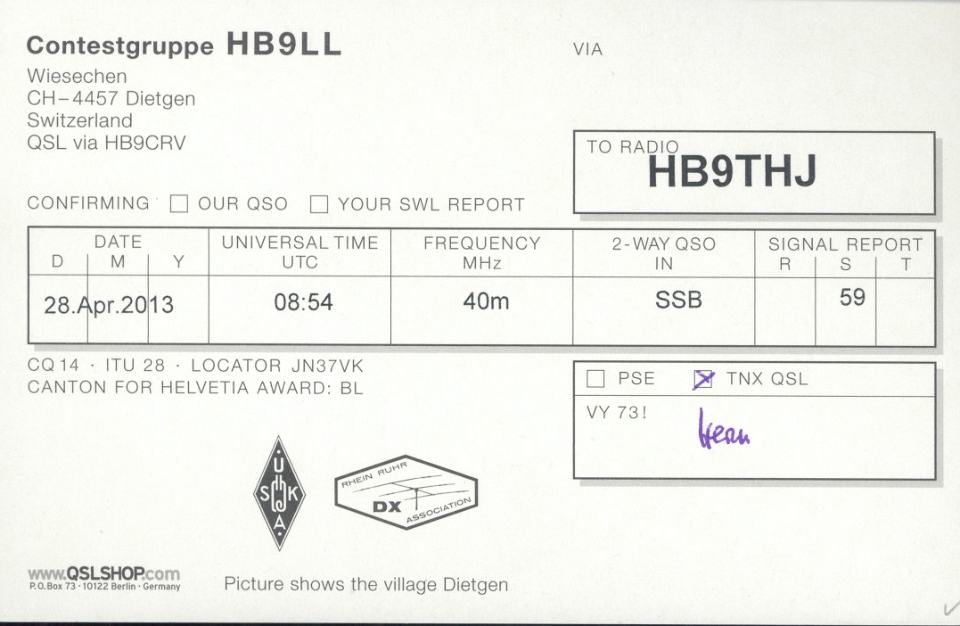 Contestgruppe HB9LL
Wiesechen
CH-4457 Dietgen
Switzerland
QSL via HB9CRV
VIA
TO RADIO
HB9THJ
CONFIRMING OUR QSO YOUR SWL REPORT
DATE UNIVERSAL TIME FREQUENCY 2-WAY QSO SIGNAL REPORT
D M Y UTC MHz IN R S T
28.Apr.2013 08:54 40m SSB 59
CQ 14 · ITU 28 · LOCATOR JN37VK
CANTON FOR HELVETIA AWARD: BL
PSE TNX QSL
VY 73!
USKA
RHEIN RUHR
DX
ASSOCIATION
www.QSLSHOP.com
P.O.Box 73 · 10122 Berlin · Germany
Picture shows the village Dietgen